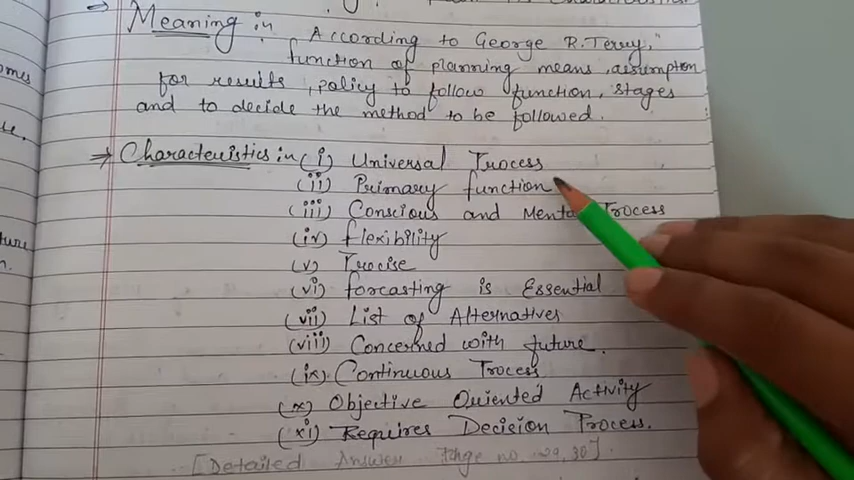 ⇒ Meaning :- According to George R. Terry, "
function of planning means, assumption
for results, policy to follow function, stages
and to decide the method to be followed.
⇒ Characteristics :- (i) Universal Process
(ii) Primary function
(iii) Conscious and Mental Process
(iv) flexibility
(v) Precise
(vi) forcasting is Essential
(vii) List of Alternatives
(viii) Concerned with future.
(ix) Continuous Process
(x) Objective Oriented Activity
(xi) Requires Decision Process.
[Detailed Answer Page no. 29, 30]